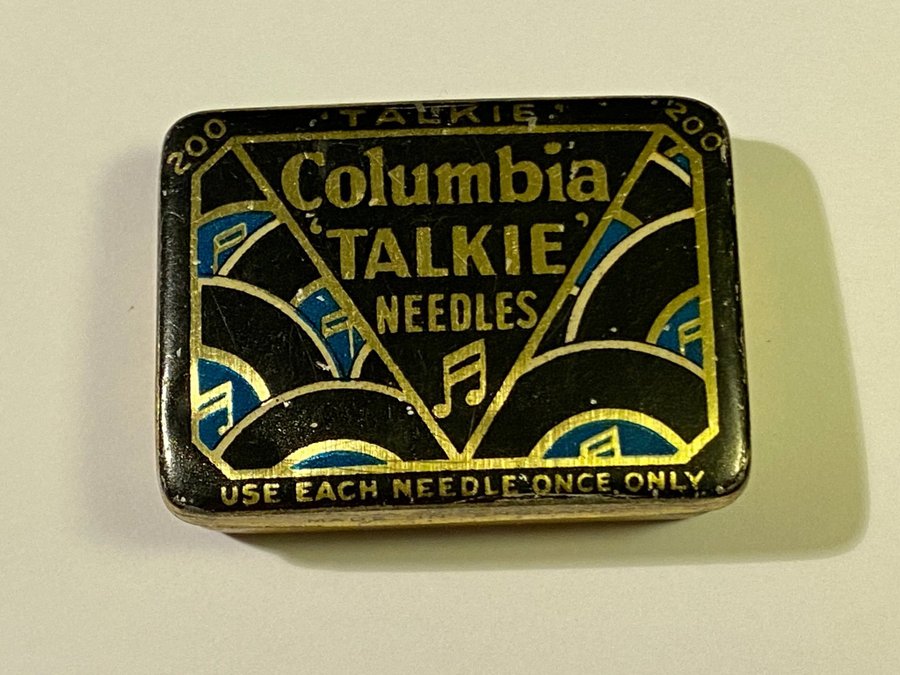 200 'TALKIE' 200
Columbia
'TALKIE'
NEEDLES
USE EACH NEEDLE ONCE ONLY